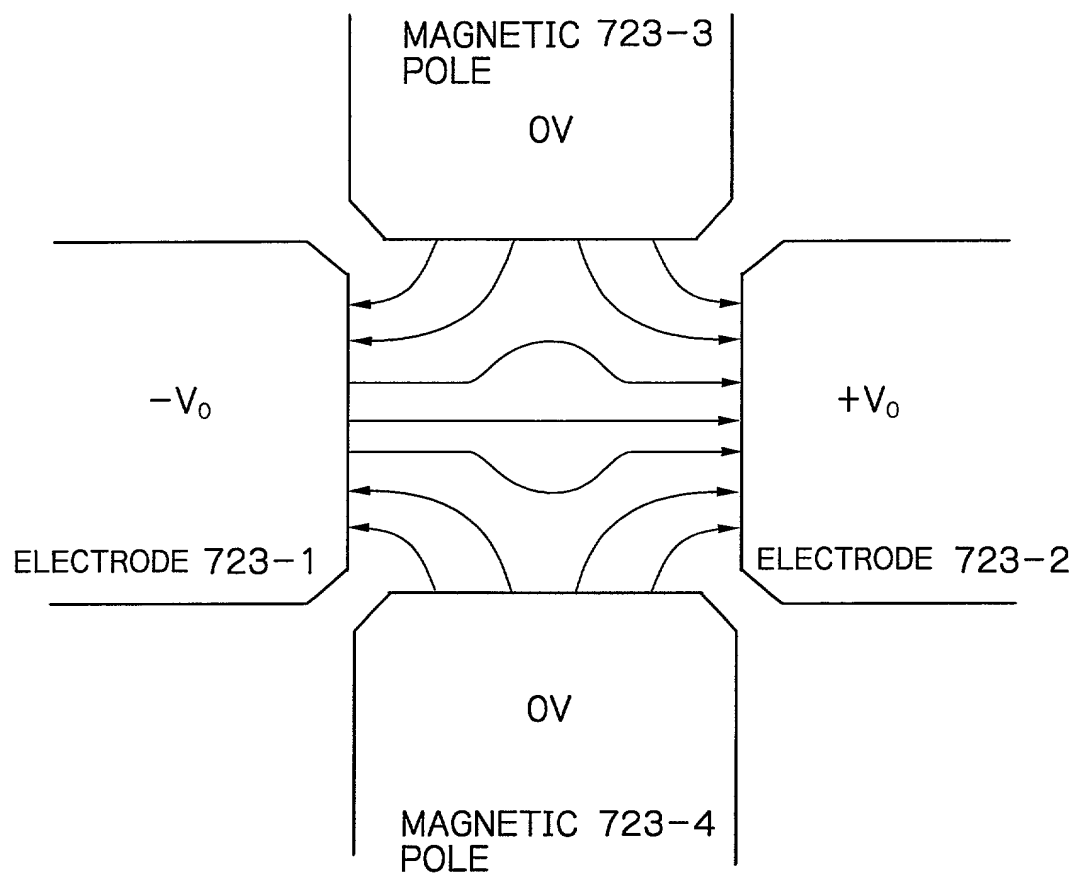 MAGNETIC 723-3
POLE
0V
-V₀
+V₀
ELECTRODE 723-1
ELECTRODE 723-2
0V
MAGNETIC 723-4
POLE